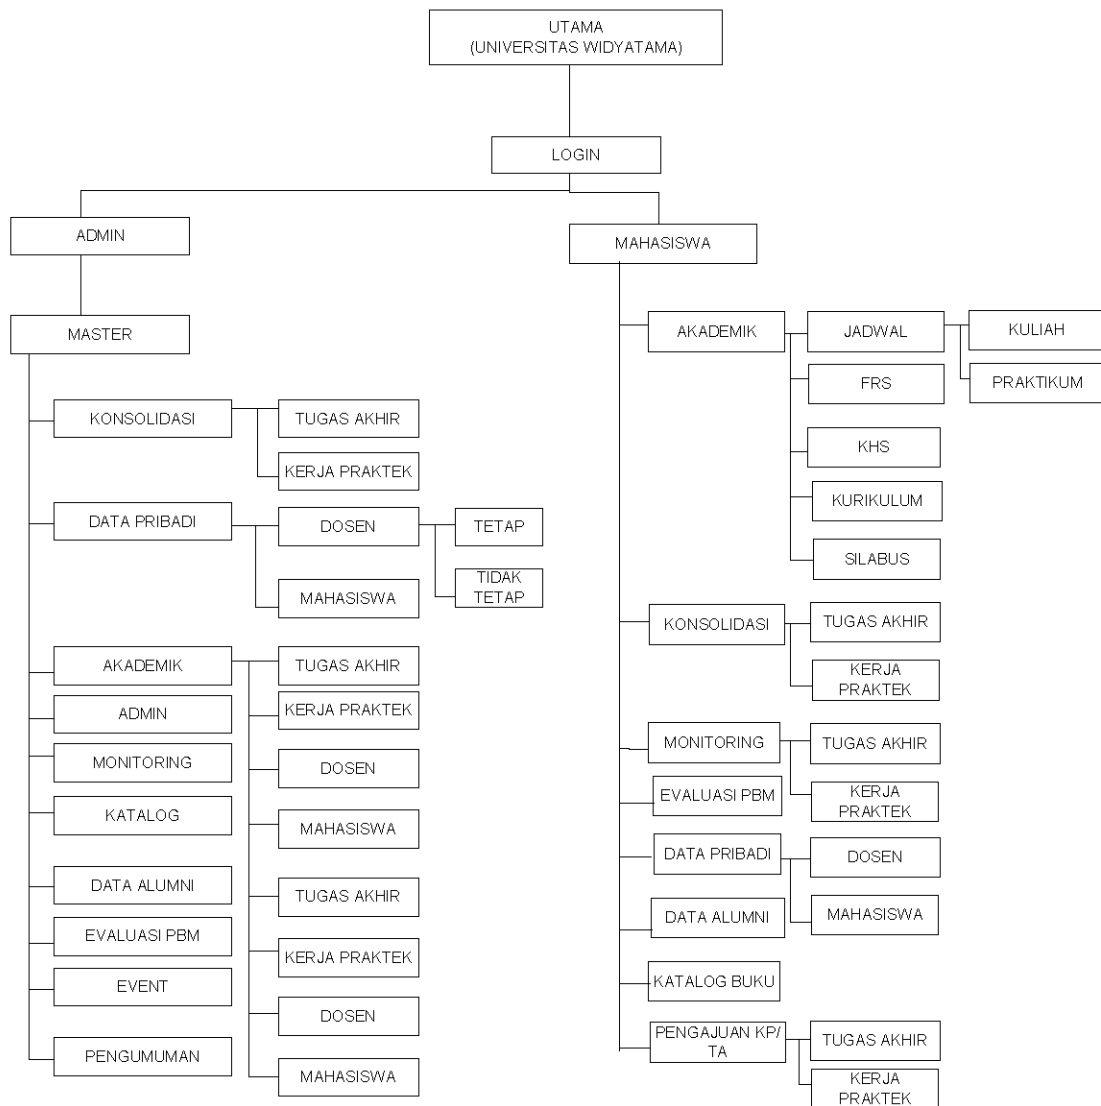 UTAMA
(UNIVERSITAS WIDYATAMA)
LOGIN
ADMIN
MASTER
KONSOLIDASI
TUGAS AKHIR
KERJA PRAKTEK
DATA PRIBADI
DOSEN
TETAP
TIDAK
TETAP
MAHASISWA
AKADEMIK
TUGAS AKHIR
KERJA PRAKTEK
DOSEN
MAHASISWA
TUGAS AKHIR
KERJA PRAKTEK
DOSEN
MAHASISWA
ADMIN
MONITORING
KATALOG
DATA ALUMNI
EVALUASI PBM
EVENT
PENGUMUMAN
MAHASISWA
AKADEMIK
JADWAL
KULIAH
PRAKTIKUM
FRS
KHS
KURIKULUM
SILABUS
KONSOLIDASI
TUGAS AKHIR
KERJA
PRAKTEK
MONITORING
TUGAS AKHIR
KERJA
PRAKTEK
EVALUASI PBM
DATA PRIBADI
DOSEN
MAHASISWA
DATA ALUMNI
KATALOG BUKU
PENGAJUAN KP/
TA
TUGAS AKHIR
KERJA
PRAKTEK